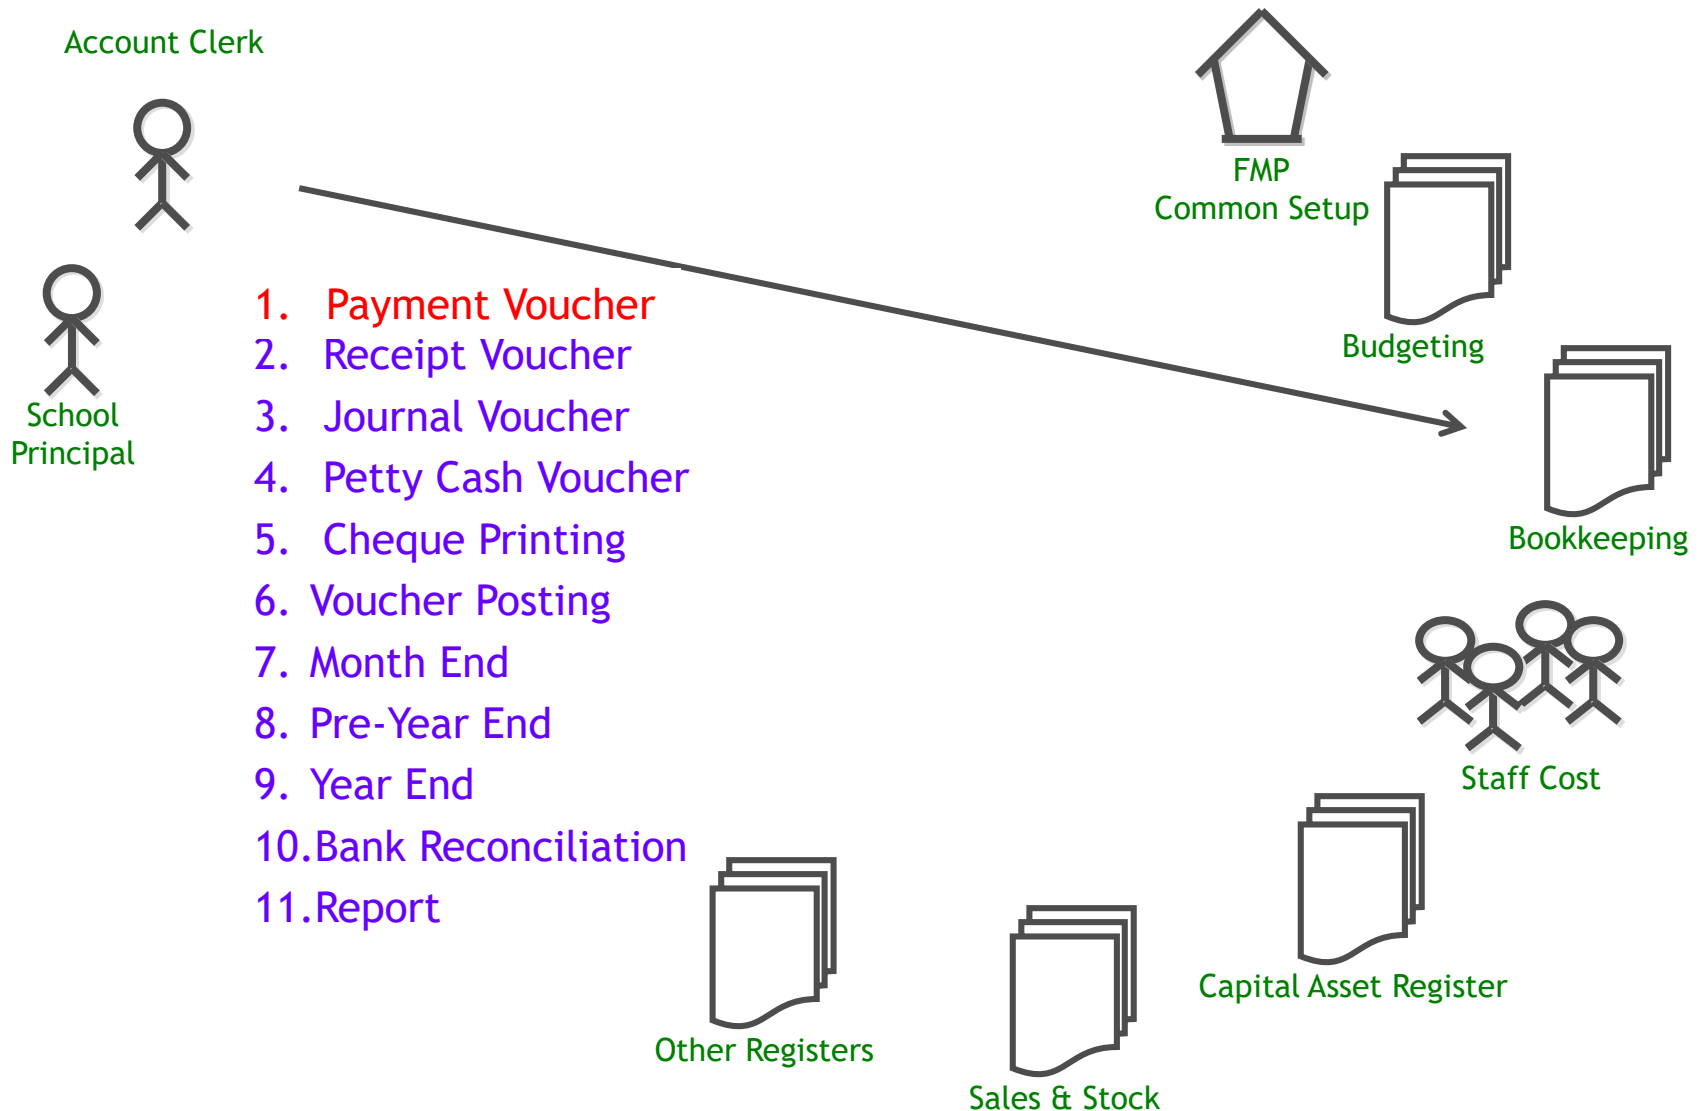 Account Clerk
FMP
Common Setup
Budgeting
School
Principal
1. Payment Voucher
2. Receipt Voucher
3. Journal Voucher
4. Petty Cash Voucher
5. Cheque Printing
6. Voucher Posting
7. Month End
8. Pre-Year End
9. Year End
10.Bank Reconciliation
11.Report
Bookkeeping
Staff Cost
Capital Asset Register
Other Registers
Sales & Stock